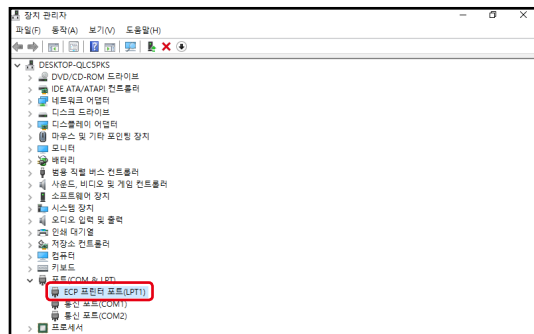 장치 관리자
파일(F) 동작(A) 보기(V) 도움말(H)
DESKTOP-QLC5PKS
DVD/CD-ROM 드라이브
IDE ATA/ATAPI 컨트롤러
네트워크 어댑터
디스크 드라이브
디스플레이 어댑터
마우스 및 기타 포인팅 장치
모니터
배터리
범용 직렬 버스 컨트롤러
사운드, 비디오 및 게임 컨트롤러
소프트웨어 장치
시스템 장치
오디오 입력 및 출력
인쇄 대기열
저장소 컨트롤러
컴퓨터
키보드
포트(COM & LPT)
ECP 프린터 포트(LPT1)
통신 포트(COM1)
통신 포트(COM2)
프로세서